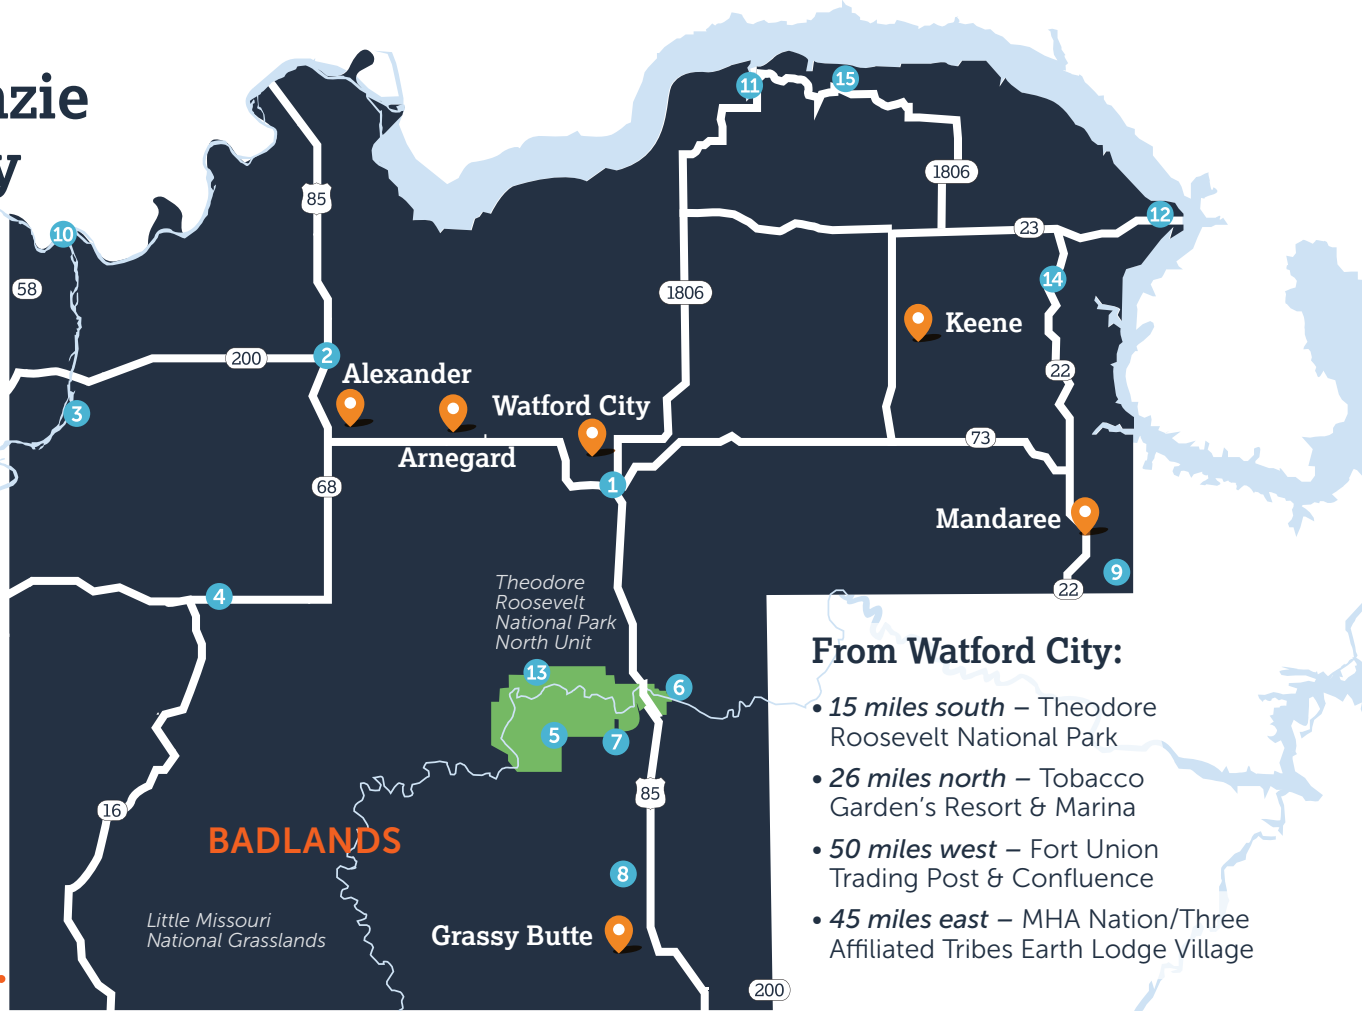 nzie
y
11
15
85
1806
10
12
23
58
14
1806
Keene
200
2
Alexander
22
3
Watford City
Arnegard
73
68
1
Mandaree
9
Theodore
Roosevelt
National Park
North Unit
22
4
13
6
5
7
85
16
BADLANDS
8
Little Missouri
National Grasslands
Grassy Butte
200
From Watford City:
• 15 miles south – Theodore
Roosevelt National Park
• 26 miles north – Tobacco
Garden’s Resort & Marina
• 50 miles west – Fort Union
Trading Post & Confluence
• 45 miles east – MHA Nation/Three
Affiliated Tribes Earth Lodge Village